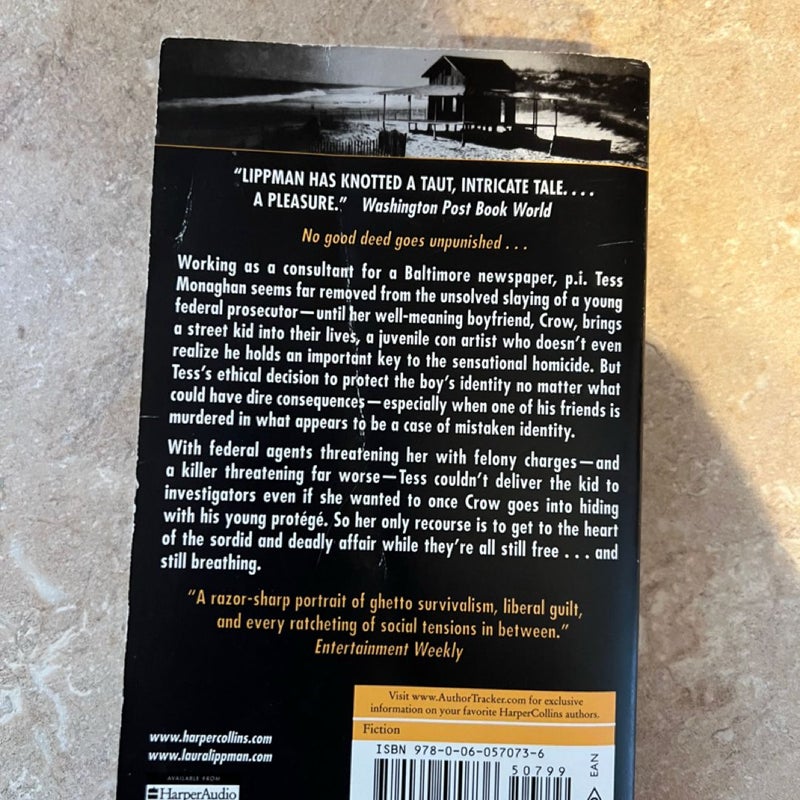 “LIPPMAN HAS KNOTTED A TAUT, INTRICATE TALE. . . .
A PLEASURE.” Washington Post Book World
No good deed goes unpunished . . .
Working as a consultant for a Baltimore newspaper, p.i. Tess
Monaghan seems far removed from the unsolved slaying of a young
federal prosecutor—until her well-meaning boyfriend, Crow, brings
a street kid into their lives, a juvenile con artist who doesn’t even
realize he holds an important key to the sensational homicide. But
Tess’s ethical decision to protect the boy’s identity no matter what
could have dire consequences—especially when one of his friends is
murdered in what appears to be a case of mistaken identity.
With federal agents threatening her with felony charges—and
a killer threatening far worse—Tess couldn’t deliver the kid to
investigators even if she wanted to once Crow goes into hiding
with his young protégé. So her only recourse is to get to the heart
of the sordid and deadly affair while they’re all still free . . . and
still breathing.
“A razor-sharp portrait of ghetto survivalism, liberal guilt,
and every ratcheting of social tensions in between.”
Entertainment Weekly
Visit www.AuthorTracker.com for exclusive
information on your favorite HarperCollins authors.
Fiction
www.harpercollins.com
www.lauralippman.com
AVAILABLE FROM
HarperAudio
ISBN 978-0-06-057073-6
50799
EAN